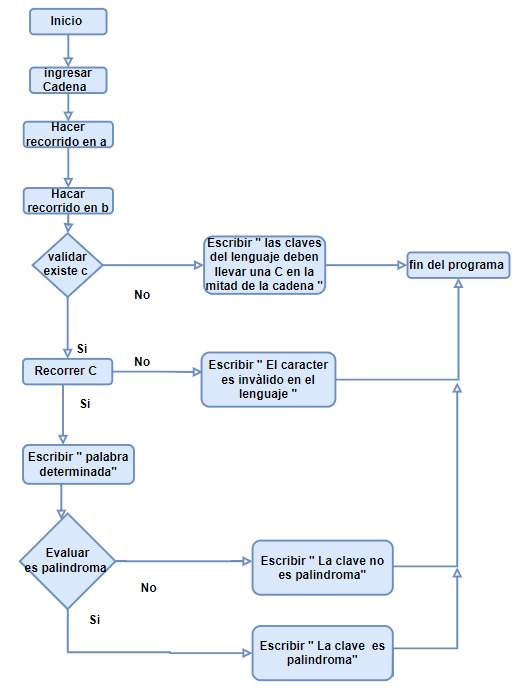 Inicio
ingresar
Cadena
Hacer
recorrido en a
Hacar
recorrido en b
validar
existe c
Escribir " las claves
del lenguaje deben
llevar una C en la
mitad de la cadena "
fin del programa
No
Si
Recorrer C
No
Escribir " El caracter
es invàlido en el
lenguaje "
Si
Escribir " palabra
determinada"
Evaluar
es palindroma
No
Escribir " La clave no
es palindroma"
Si
Escribir " La clave es
palindroma"